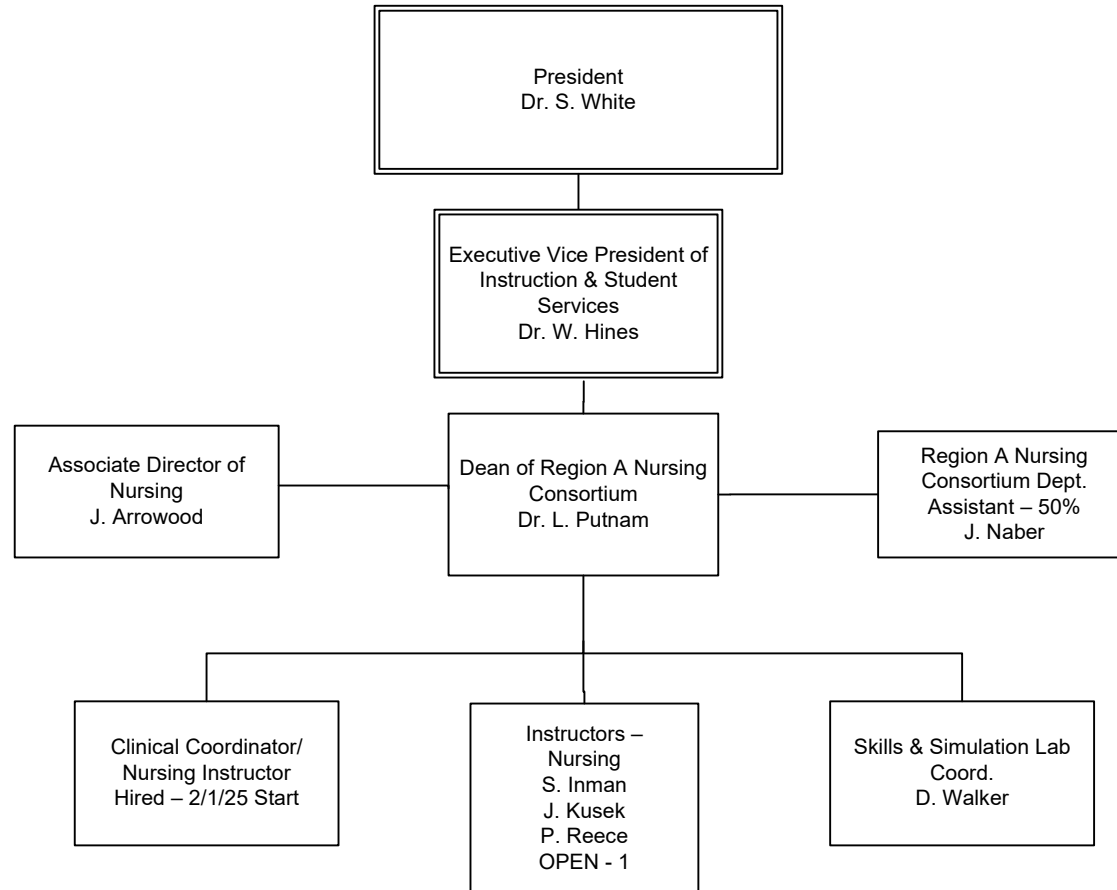 President
Dr. S. White
Executive Vice President of
Instruction & Student
Services
Dr. W. Hines
Associate Director of
Nursing
J. Arrowood
Dean of Region A Nursing
Consortium
Dr. L. Putnam
Region A Nursing
Consortium Dept.
Assistant – 50%
J. Naber
Clinical Coordinator/
Nursing Instructor
Hired – 2/1/25 Start
Instructors –
Nursing
S. Inman
J. Kusek
P. Reece
OPEN - 1
Skills & Simulation Lab
Coord.
D. Walker